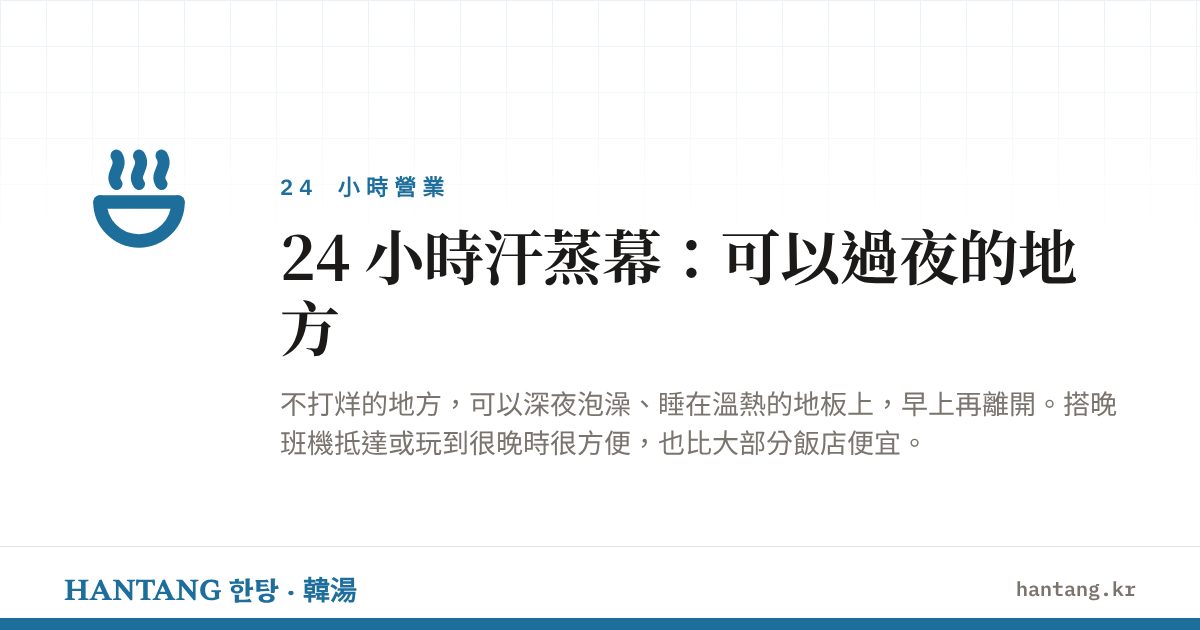 24 小時營業
24 小時汗蒸幕：可以過夜的地
方
不打烊的地方，可以深夜泡澡、睡在溫熱的地板上，早上再離開。搭晚
班機抵達或玩到很晚時很方便，也比大部分飯店便宜。
HANTANG 한탕 · 韓湯
hantang.kr